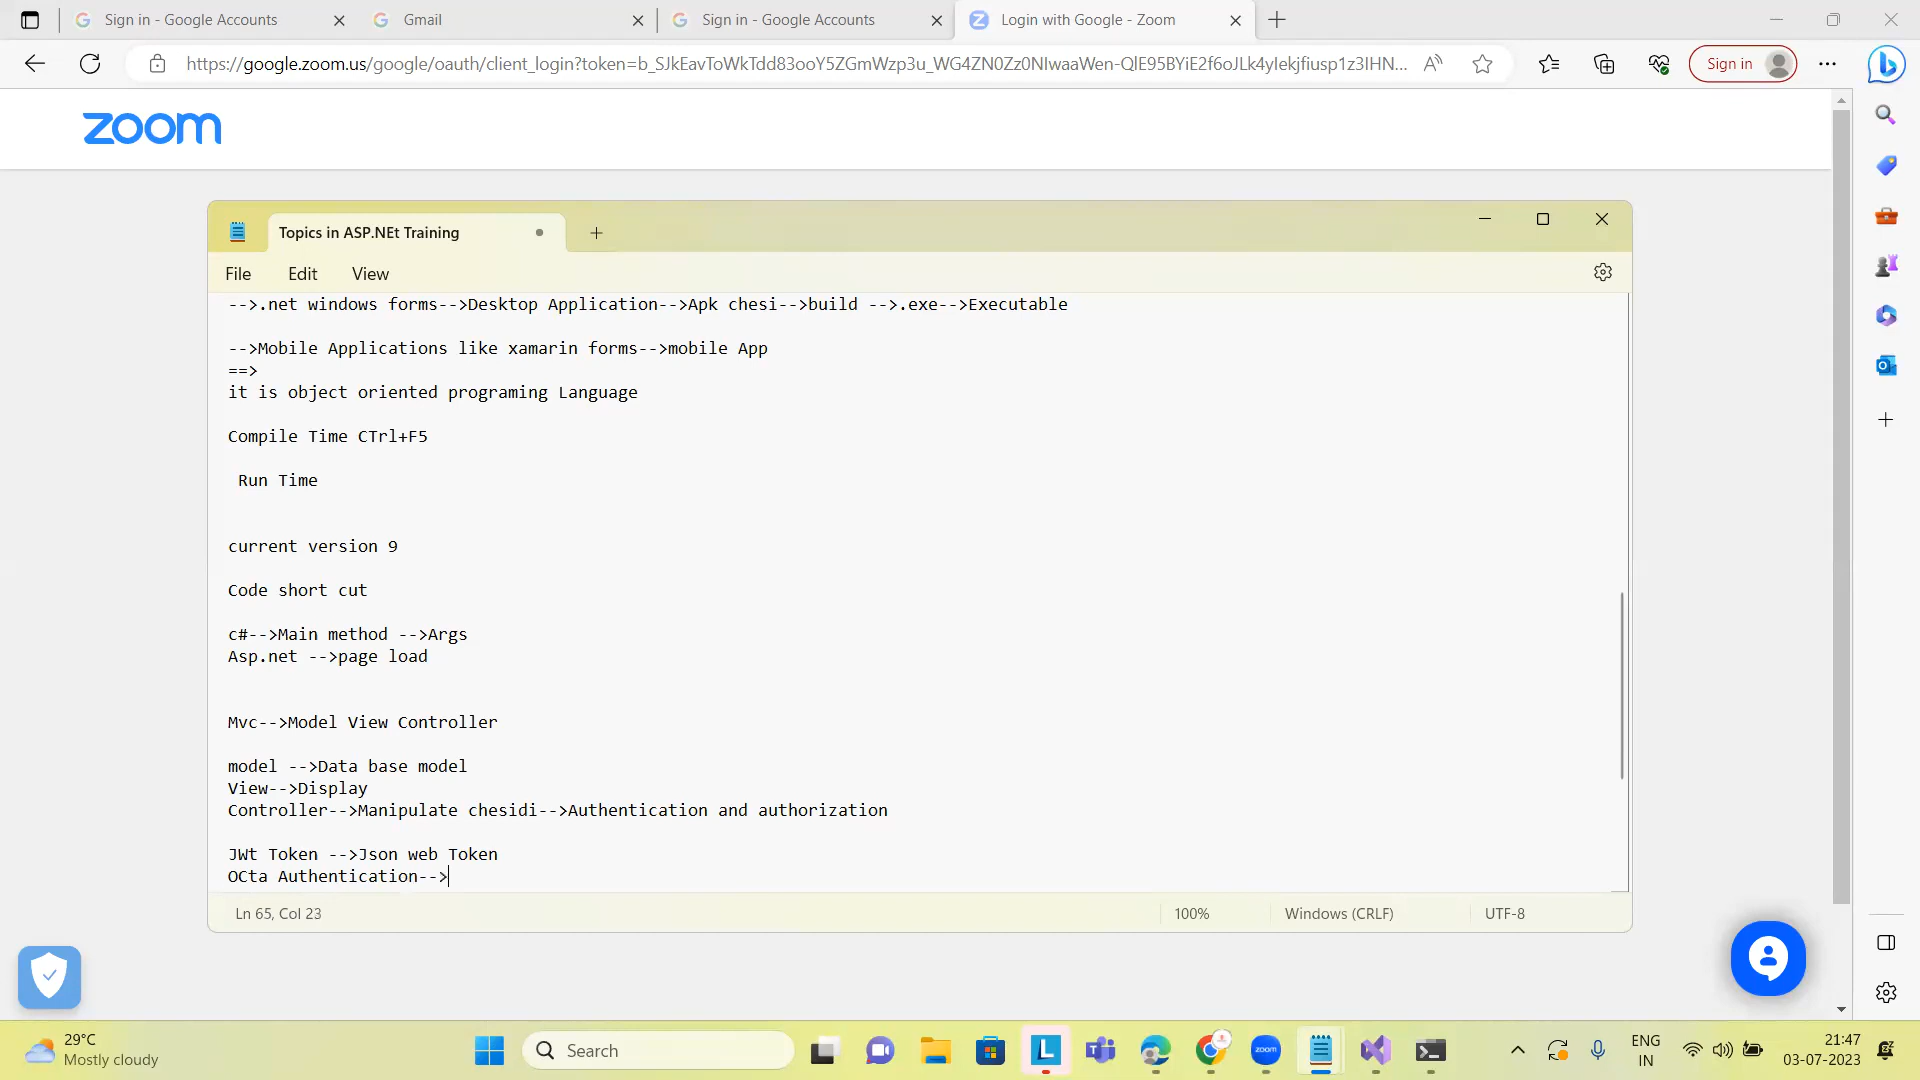 Sign in - Google Accounts
Gmail
Sign in - Google Accounts
Login with Google - Zoom
https://google.zoom.us/google/oauth/client_login?token=b_SJkEavToWkTdd83ooY5ZGmWzp3u_WG4ZN0Zz0NIwaaWen-QlE95BYiE2f6oJLk4yIekjfiusp1z3IHN...
Sign in
zoom
Topics in ASP.NEt Training
File
Edit
View
-->.net windows forms-->Desktop Application-->Apk chesi-->build -->.exe-->Executable
-->Mobile Applications like xamarin forms-->mobile App
==>
it is object oriented programing Language
Compile Time CTrl+F5
Run Time
current version 9
Code short cut
c#-->Main method -->Args
Asp.net -->page load
Mvc-->Model View Controller
model -->Data base model
View-->Display
Controller-->Manipulate chesidi-->Authentication and authorization
JWt Token -->Json web Token
OCta Authentication-->
Ln 65, Col 23
100%
Windows (CRLF)
UTF-8
29°C
Mostly cloudy
Search
L
zoom
ENG
IN
21:47
03-07-2023